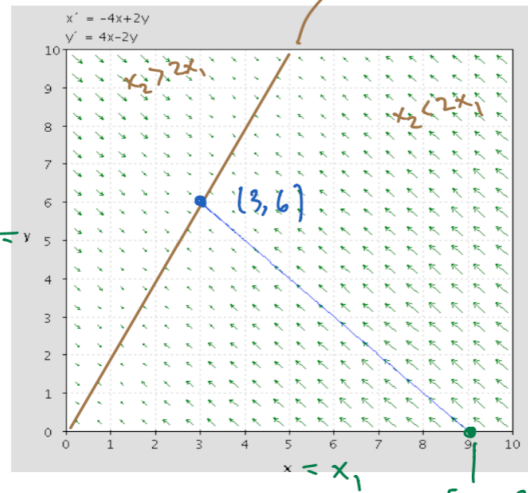 x´ = -4x+2y
y´ = 4x-2y
10
9
8
7
6
5
4
3
2
1
0
x₂ > 2x₁
x₂ < 2x₁
(3,6)
= y
0 1 2 3 4 5 6 7 8 9 10
x = x₁